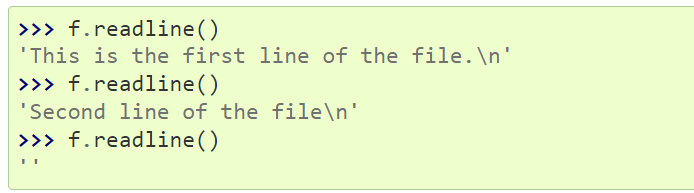 >>> f.readline()
'This is the first line of the file.\n'
>>> f.readline()
'Second line of the file\n'
>>> f.readline()
''